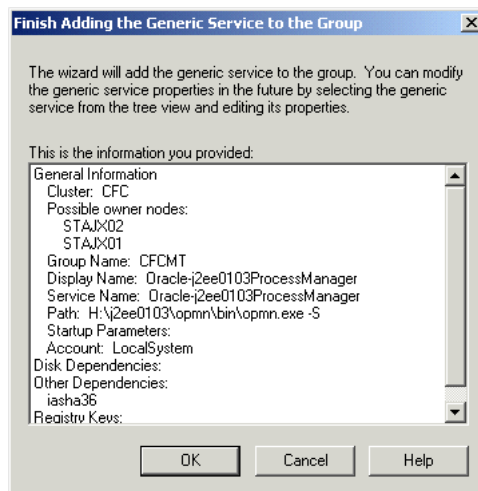 Finish Adding the Generic Service to the Group
The wizard will add the generic service to the group. You can modify
the generic service properties in the future by selecting the generic
service from the tree view and editing its properties.
This is the information you provided:
General Information
Cluster: CFC
Possible owner nodes:
STAJX02
STAJX01
Group Name: CFCMT
Display Name: Oracle-j2ee0103ProcessManager
Service Name: Oracle-j2ee0103ProcessManager
Path: H:\j2ee0103\opmn\bin\opmn.exe -S
Startup Parameters:
Account: LocalSystem
Disk Dependencies:
Other Dependencies:
iasha36
Registry Keys:
OK Cancel Help